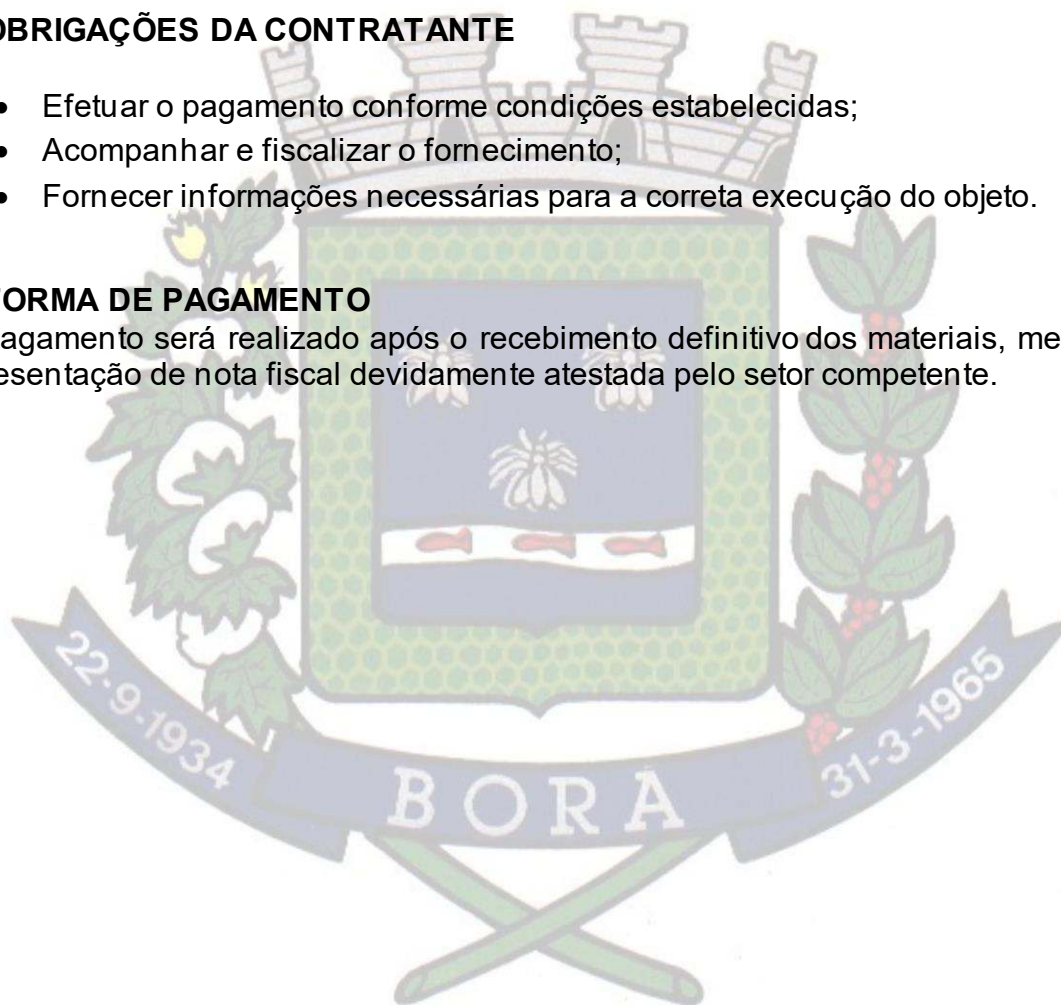 OBRIGAÇÕES DA CONTRATANTE
• Efetuar o pagamento conforme condições estabelecidas;
• Acompanhar e fiscalizar o fornecimento;
• Fornecer informações necessárias para a correta execução do objeto.
FORMA DE PAGAMENTO
agamento será realizado após o recebimento definitivo dos materiais, me
esentação de nota fiscal devidamente atestada pelo setor competente.
22-9-1934
BORÁ
31-3-1965